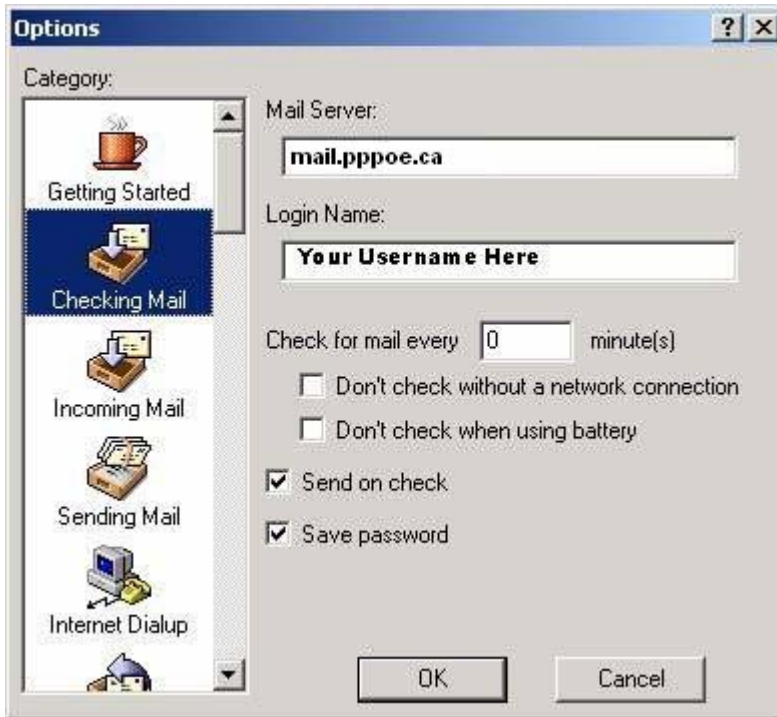 Options
Category:
Getting Started
Checking Mail
Incoming Mail
Sending Mail
Internet Dialup
Mail Server:
mail.pppoe.ca
Login Name:
Your Username Here
Check for mail every 0 minute(s)
Don't check without a network connection
Don't check when using battery
Send on check
Save password
OK
Cancel